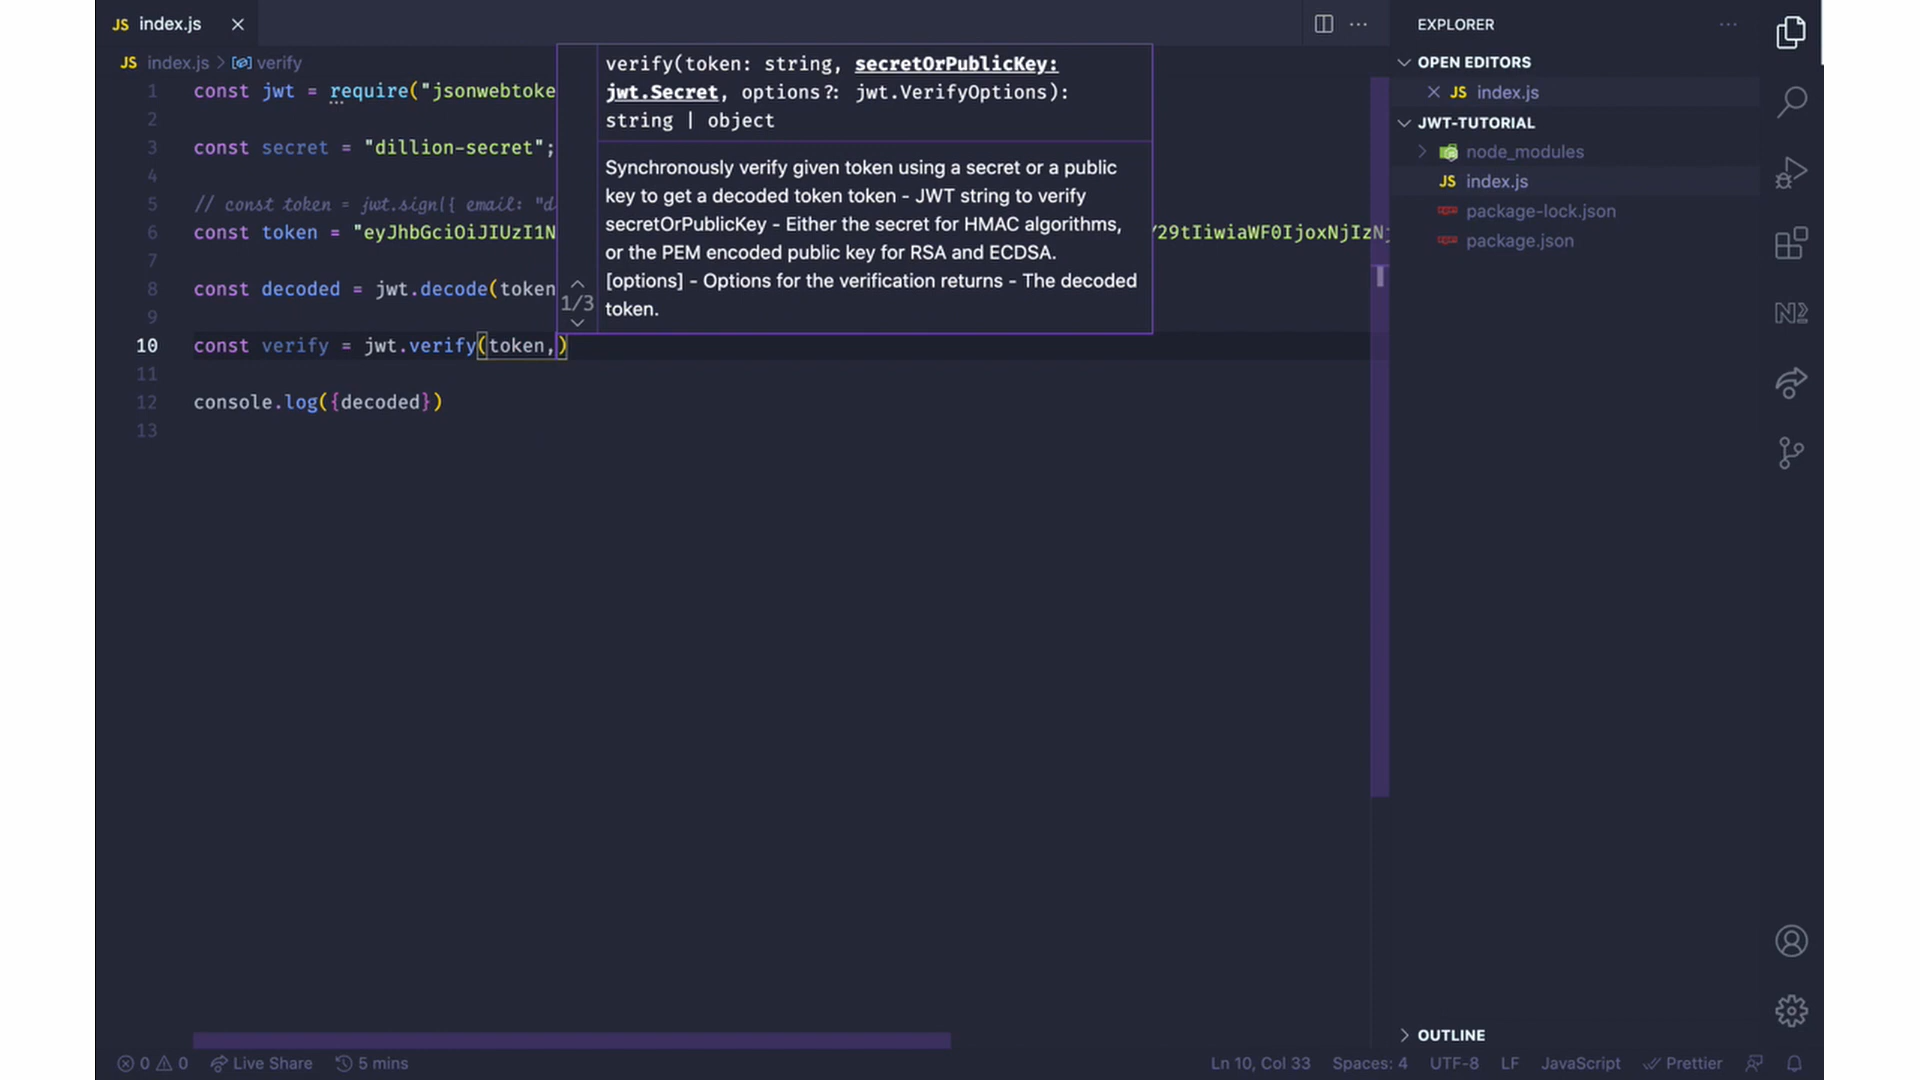 JS index.js
EXPLORER
JS index.js > verify
OPEN EDITORS
JS index.js
JWT-TUTORIAL
node_modules
JS index.js
package-lock.json
package.json
1 const jwt = require("jsonwebtoke
2
3 const secret = "dillion-secret";
4
5 // const token = jwt.sign({ email: "d
6 const token = "eyJhbGciOiJIUzI1N /29tIiwiaWF0IjoxNjIzNj
7
8 const decoded = jwt.decode(token
9
10 const verify = jwt.verify(token,)
11
12 console.log({decoded})
13
1/3
verify(token: string, secretOrPublicKey:
jwt.Secret, options?: jwt.VerifyOptions):
string | object
Synchronously verify given token using a secret or a public
key to get a decoded token token - JWT string to verify
secretOrPublicKey - Either the secret for HMAC algorithms,
or the PEM encoded public key for RSA and ECDSA.
[options] - Options for the verification returns - The decoded
token.
OUTLINE
0 0 Live Share 5 mins
Ln 10, Col 33 Spaces: 4 UTF-8 LF JavaScript Prettier